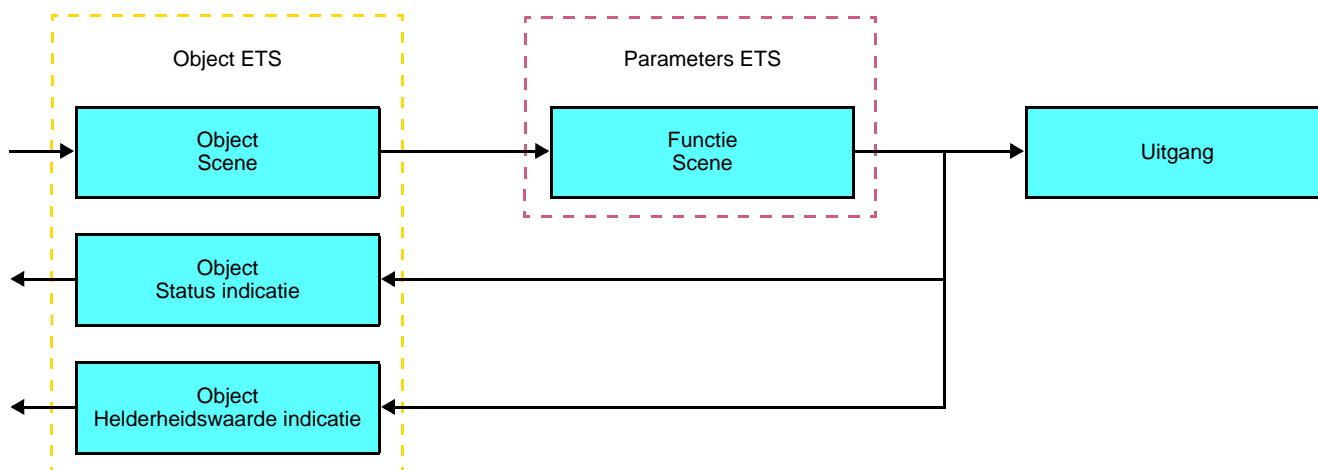 Object ETS
Parameters ETS
Object
Scene
Functie
Scene
Uitgang
Object
Status indicatie
Object
Helderheidswaarde indicatie